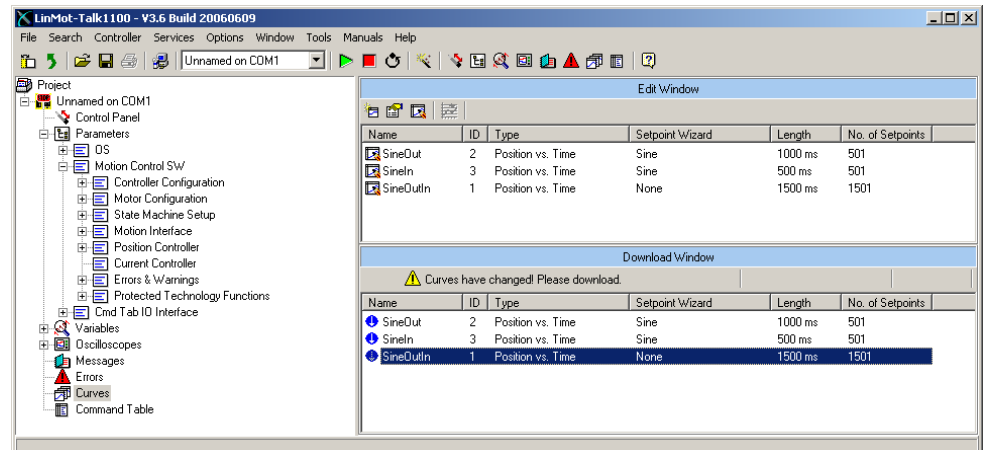 LinMot-Talk1100 - V3.6 Build 20060609
File Search Controller Services Options Window Tools Manuals Help
Unnamed on COM1
Project
Unnamed on COM1
Control Panel
Parameters
OS
Motion Control SW
Controller Configuration
Motor Configuration
State Machine Setup
Motion Interface
Position Controller
Current Controller
Errors & Warnings
Protected Technology Functions
Cmd Tab IO Interface
Variables
Oscilloscopes
Messages
Errors
Curves
Command Table
Edit Window
Name ID Type Setpoint Wizard Length No. of Setpoints
SineOut 2 Position vs. Time Sine 1000 ms 501
SineIn 3 Position vs. Time Sine 500 ms 501
SineOutIn 1 Position vs. Time None 1500 ms 1501
Download Window
Curves have changed! Please download.
Name ID Type Setpoint Wizard Length No. of Setpoints
SineOut 2 Position vs. Time Sine 1000 ms 501
SineIn 3 Position vs. Time Sine 500 ms 501
SineOutIn 1 Position vs. Time None 1500 ms 1501